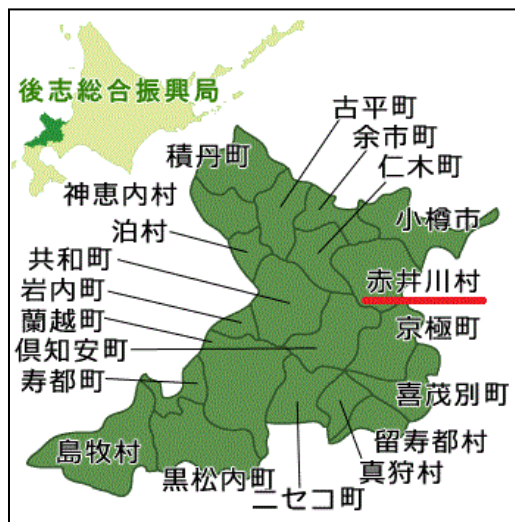 後志総合振興局
古平町
余市町
積丹町
仁木町
神恵内村
小樽市
泊村
共和町
赤井川村
岩内町
京極町
蘭越町
倶知安町
寿都町
喜茂別町
島牧村
留寿都村
黒松内町
真狩村
ニセコ町